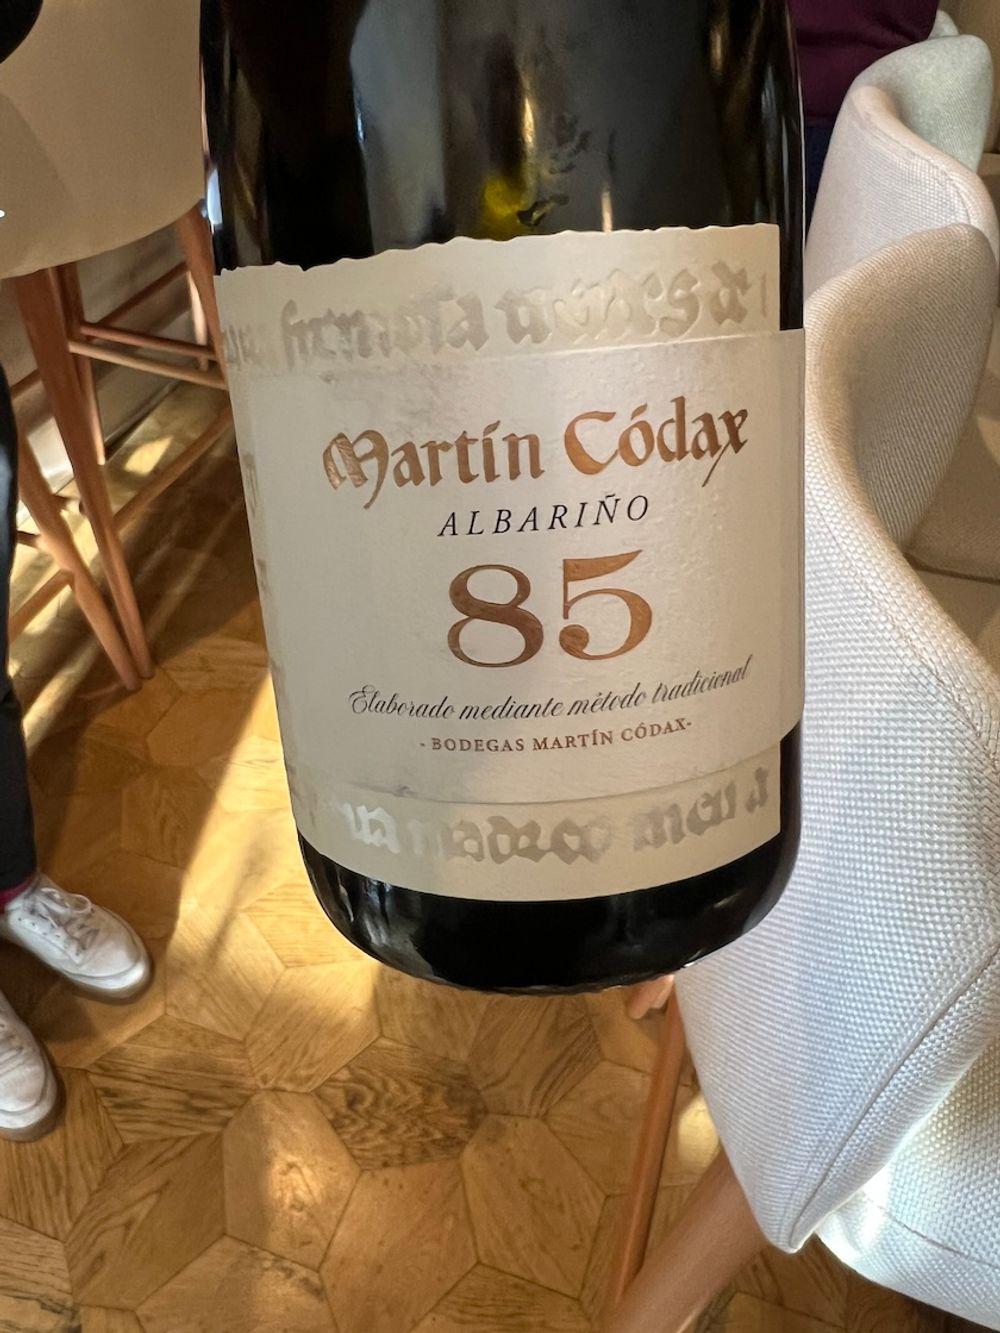 Martín Códax
ALBARIÑO
85
Elaborado mediante método tradicional
- BODEGAS MARTÍN CÓDAX-